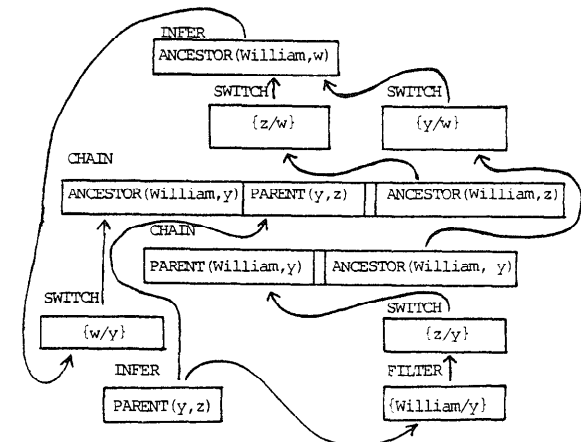 INFER
ANCESTOR(William,w)
SWITCH SWITCH
{z/w} {y/w}
CHAIN
ANCESTOR(William,y) PARENT(y,z) ANCESTOR(William,z)
CHAIN
PARENT(William,y) ANCESTOR(William, y)
SWITCH SWITCH
{w/y} {z/y}
INFER FILTER
PARENT(y,z) {William/y}